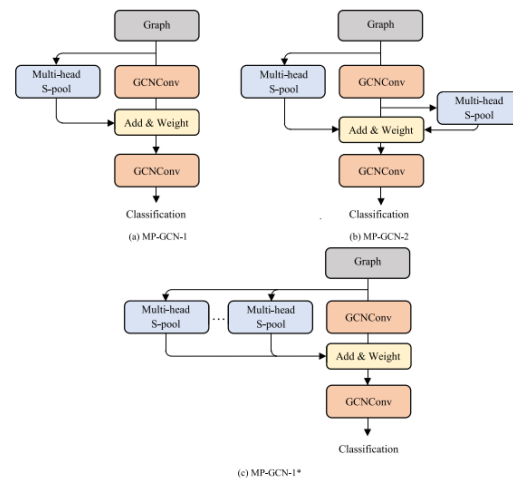 Graph
Multi-head
S-pool
GCNConv
Add & Weight
GCNConv
Classification
(a) MP-GCN-1
Graph
Multi-head
S-pool
GCNConv
Multi-head
S-pool
Add & Weight
GCNConv
Classification
(b) MP-GCN-2
Graph
Multi-head
S-pool
...
Multi-head
S-pool
GCNConv
Add & Weight
GCNConv
Classification
(c) MP-GCN-1*